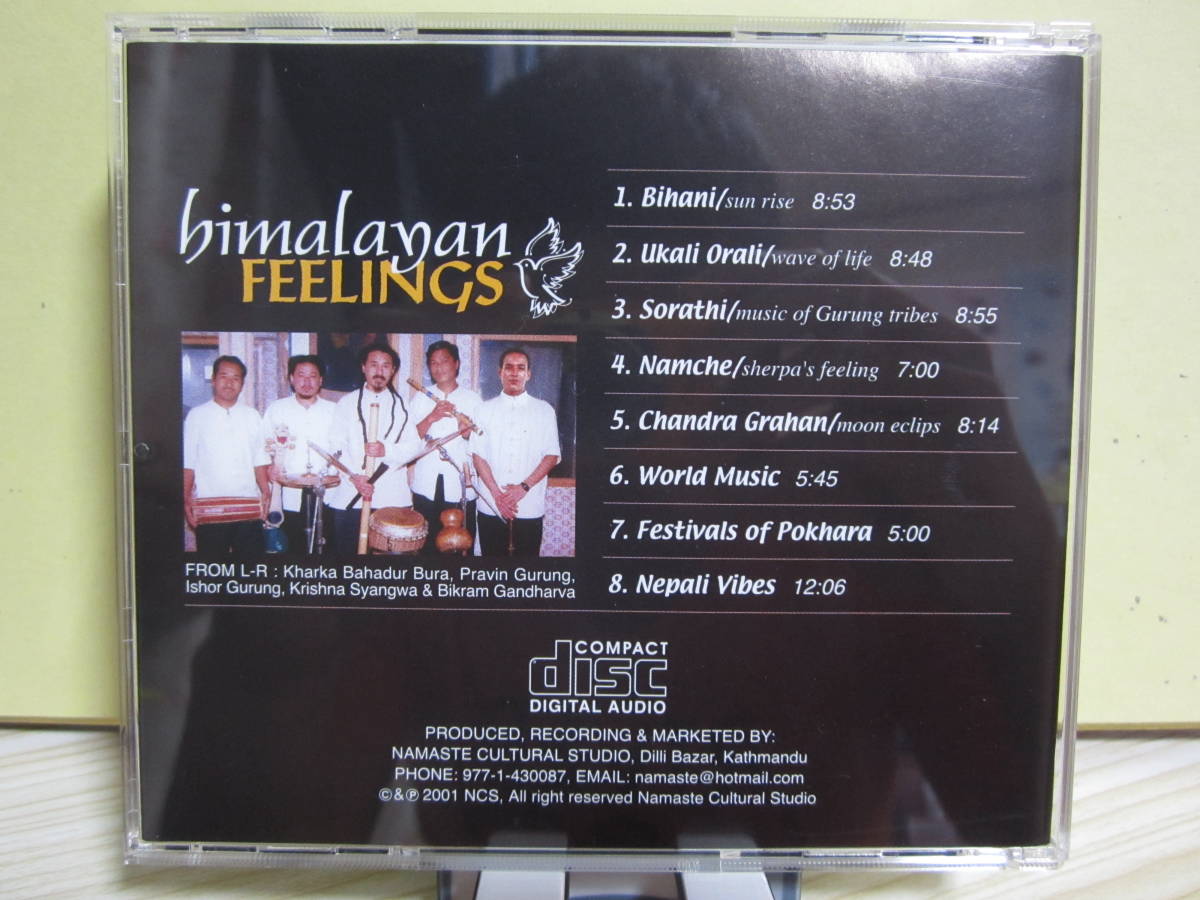 himalayan
FEELINGS
FROM L-R : Kharka Bahadur Bura, Pravin Gurung,
Ishor Gurung, Krishna Syangwa & Bikram Gandharva
1. Bihani/sun rise 8:53
2. Ukali Orali/wave of life 8:48
3. Sorathi/music of Gurung tribes 8:55
4. Namche/sherpa's feeling 7:00
5. Chandra Grahan/moon eclips 8:14
6. World Music 5:45
7. Festivals of Pokhara 5:00
8. Nepali Vibes 12:06
COMPACT
disc
DIGITAL AUDIO
PRODUCED, RECORDING & MARKETED BY:
NAMASTE CULTURAL STUDIO, Dilli Bazar, Kathmandu
PHONE: 977-1-430087, EMAIL: namaste@hotmail.com
©&℗ 2001 NCS, All right reserved Namaste Cultural Studio